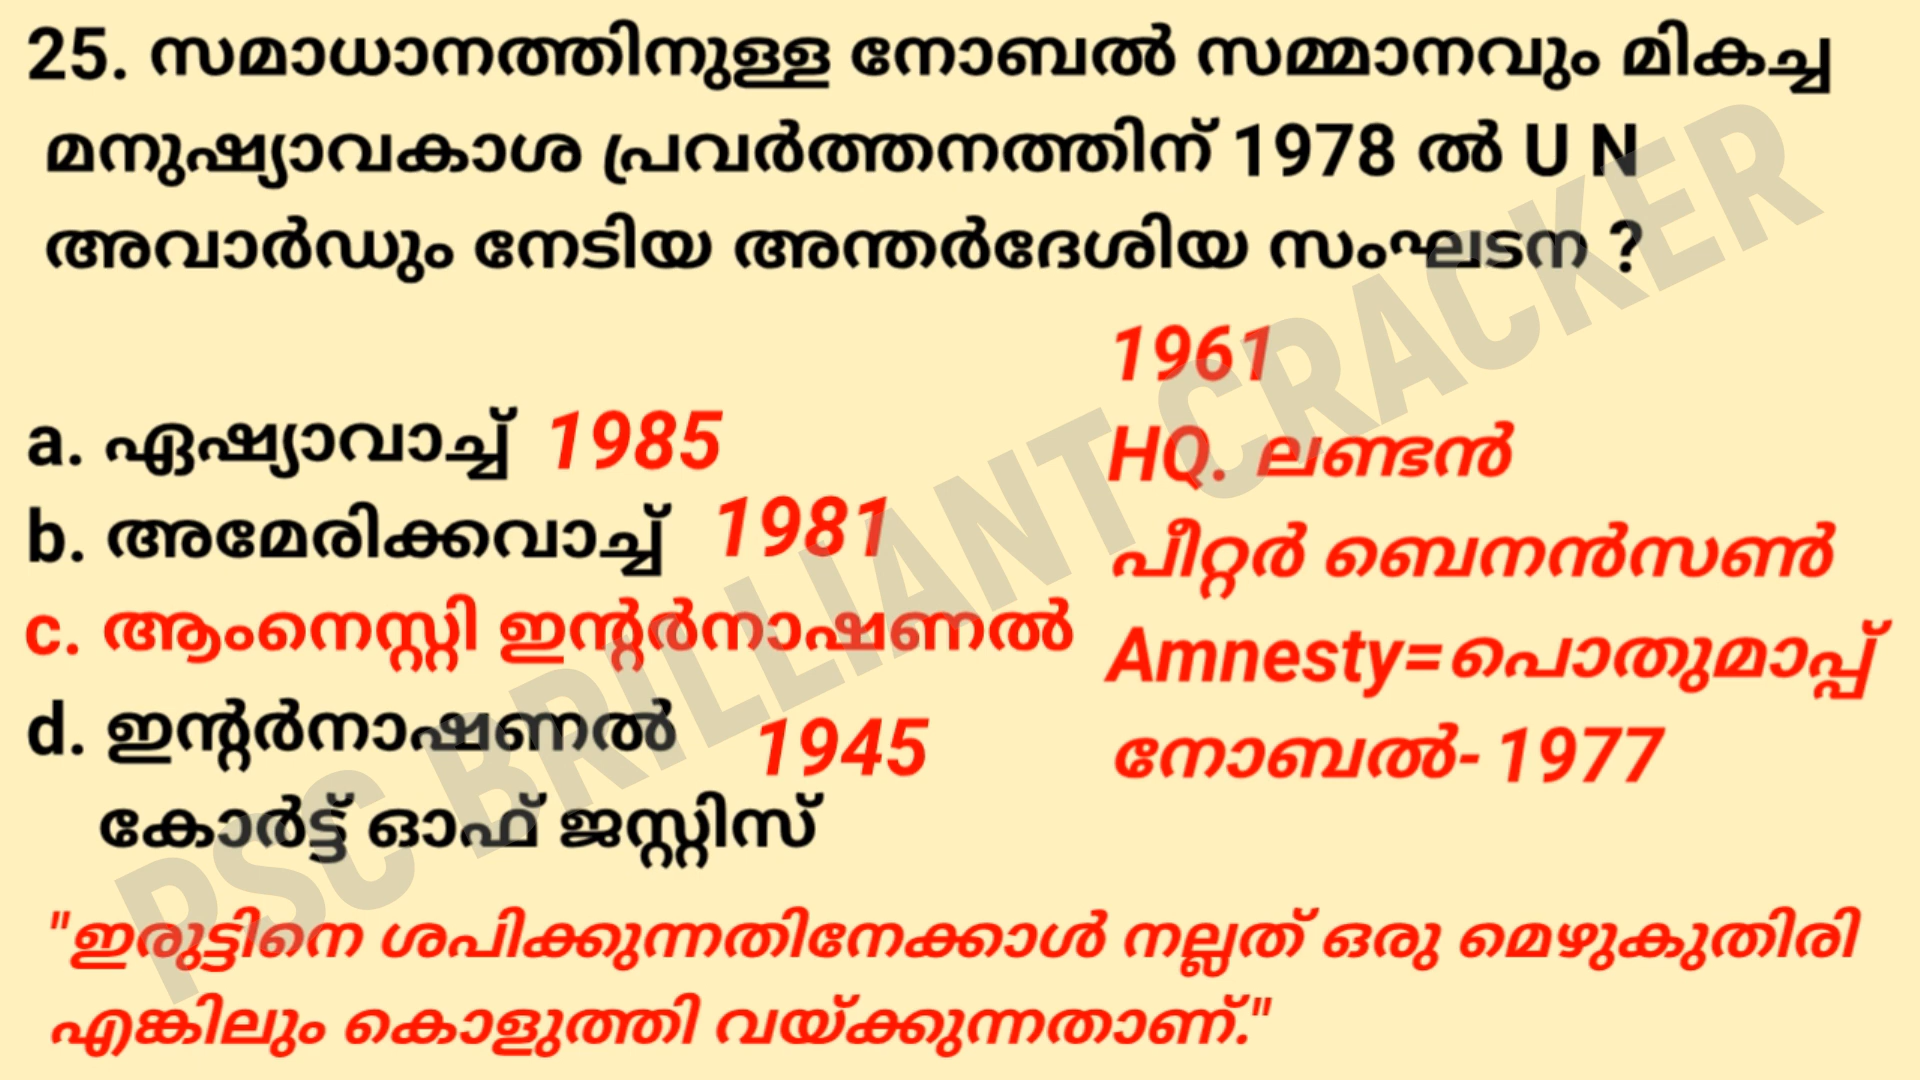 25. സമാധാനത്തിനുള്ള നോബൽ സമ്മാനവും മികച്ച
മനുഷ്യാവകാശ പ്രവർത്തനത്തിന് 1978 ൽ U N
അവാർഡും നേടിയ അന്തർദേശിയ സംഘടന ?
a. ഏഷ്യാവാച്ച് 1985
b. അമേരിക്കവാച്ച് 1981
c. ആംനെസ്റ്റി ഇന്റർനാഷണൽ
d. ഇന്റർനാഷണൽ 1945
കോർട്ട് ഓഫ് ജസ്റ്റിസ്
1961
HQ. ലണ്ടൻ
പീറ്റർ ബെനൻസൺ
Amnesty=പൊതുമാപ്പ്
നോബൽ- 1977
"ഇരുട്ടിനെ ശപിക്കുന്നതിനേക്കാൾ നല്ലത് ഒരു മെഴുകുതിരി
എങ്കിലും കൊളുത്തി വയ്ക്കുന്നതാണ്."
PSC BRILLIANT CRACKER